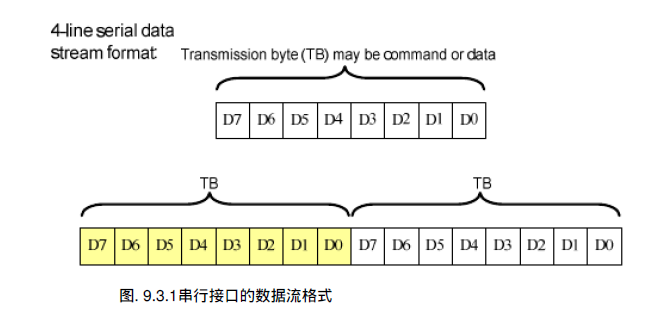 4-line serial data
stream format: Transmission byte (TB) may be command or data
D7 D6 D5 D4 D3 D2 D1 D0
TB TB
D7 D6 D5 D4 D3 D2 D1 D0 D7 D6 D5 D4 D3 D2 D1 D0
图. 9.3.1串行接口的数据流格式